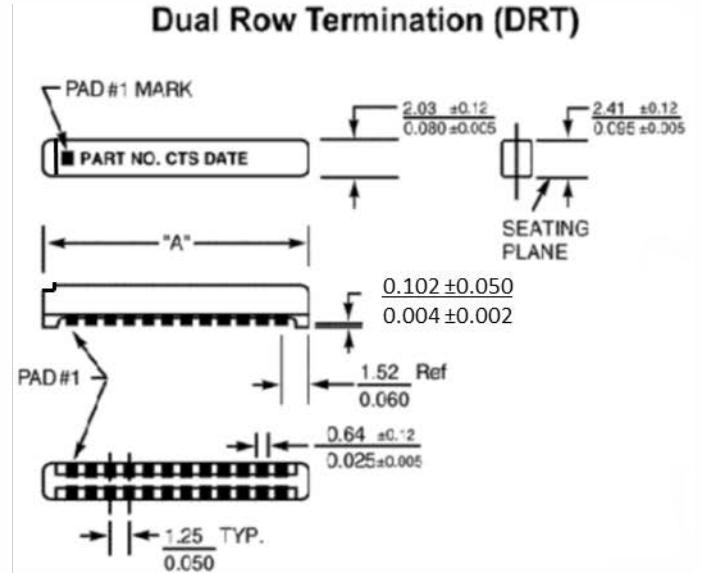 Dual Row Termination (DRT)
PAD #1 MARK
2.03 ±0.12
0.080 ±0.005
2.41 ±0.12
0.095 ±0.005
PART NO. CTS DATE
SEATING
PLANE
"A"
0.102 ±0.050
0.004 ±0.002
PAD #1
1.52 Ref
0.060
0.64 ±0.12
0.025±0.005
1.25 TYP.
0.050